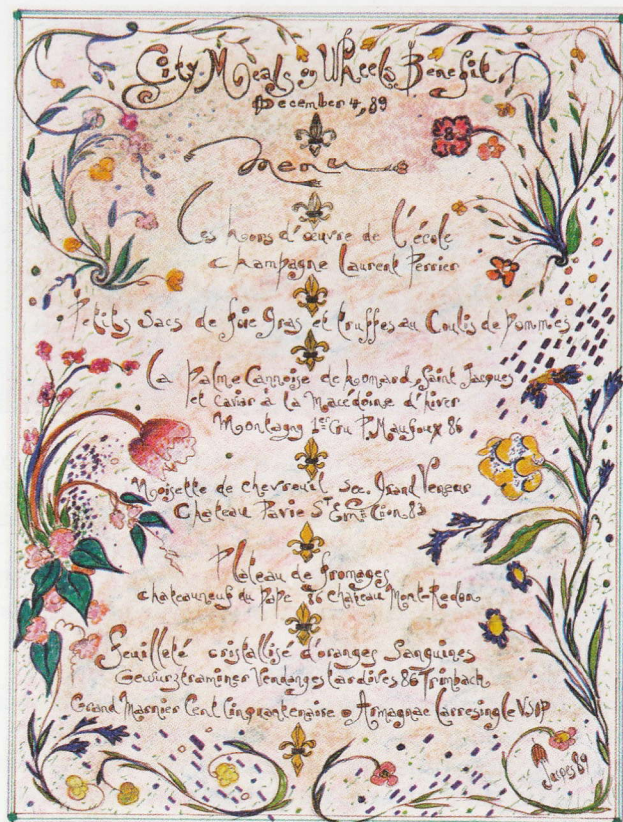 City Meals on Wheels Benefit
December 4, 89
Menu
Les hors d'œuvre de l'école
Champagne Laurent Perrier
Petits Sacs de foie gras et truffes au Coulis de Pommes
La Palme Cannoise de homard, Saint Jacques
et caviar à la Macedoine d'hiver
Montagny 1er Cru P. Maufoux 86
Noisette de chevreuil sce. Grand Veneur
Chateau Pavie St Em: Lion 83
Plateau de fromages
Chateauneuf du Pape 86 Chateau Mont-Redon
Feuilleté cristallisé d'oranges Sanguines
Gewurztraminer Vendanges tardives 86 Trimbach
Grand Marnier Cent Cinquantenaire Armagnac Larresingle VSOP